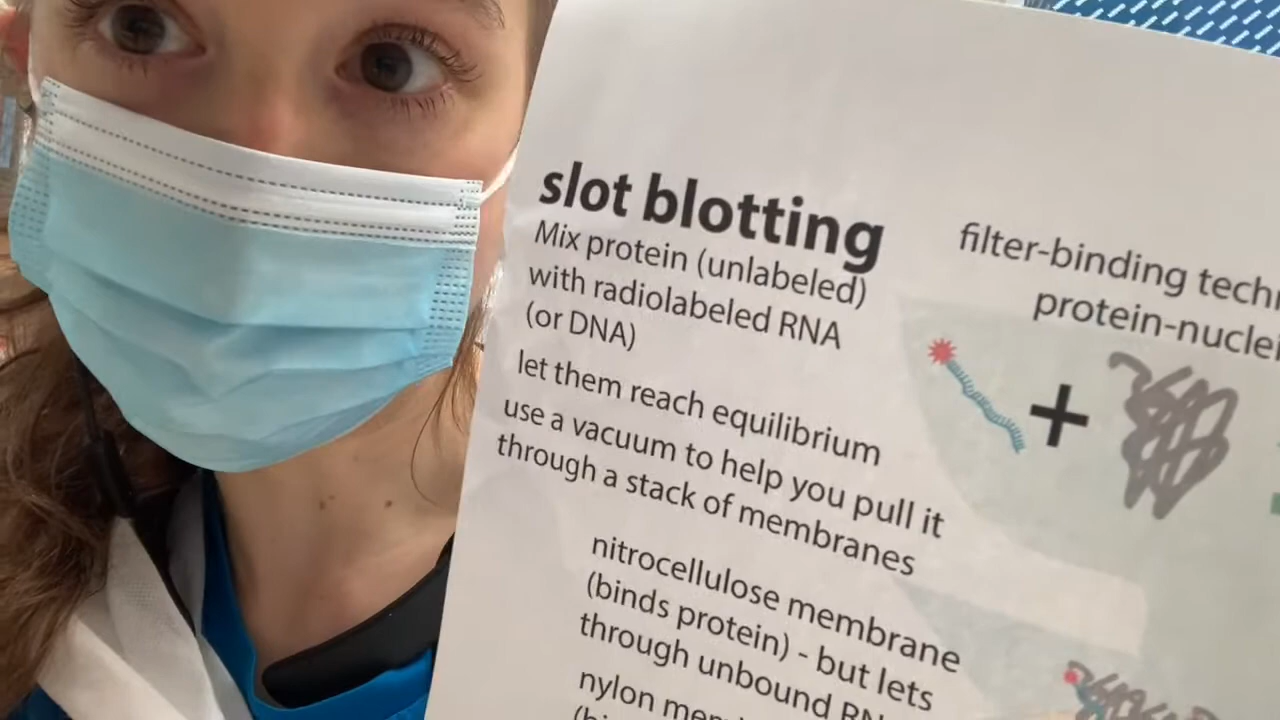 slot blotting
Mix protein (unlabeled)
with radiolabeled RNA
(or DNA)
let them reach equilibrium
use a vacuum to help you pull it
through a stack of membranes
nitrocellulose membrane
(binds protein) - but lets
through unbound
nylon
filter-binding
+